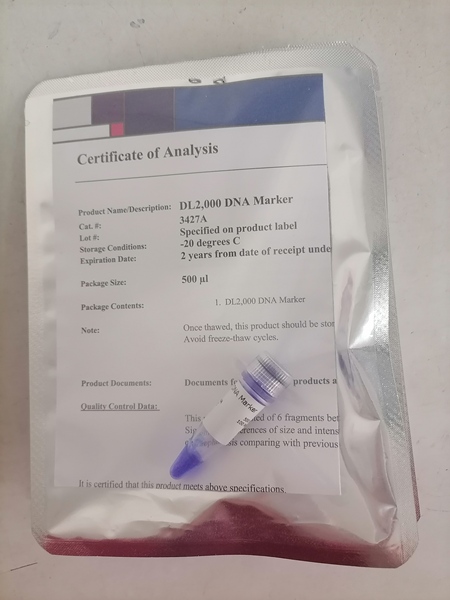 Certificate of Analysis
Product Name/Description: DL2,000 DNA Marker
Cat. #: 3427A
Lot #: Specified on product label
Storage Conditions: -20 degrees C
Expiration Date: 2 years from date of receipt unde
Package Size: 500 µl
Package Contents: 1. DL2,000 DNA Marker
Note: Once thawed, this product should be stor
Avoid freeze-thaw cycles.
Product Documents: Documents f products a
Quality Control Data: This ed of 6 fragments bet
erences of size and intens
sis comparing with previous
It is certified that this product meets above specifications.
NA Marker